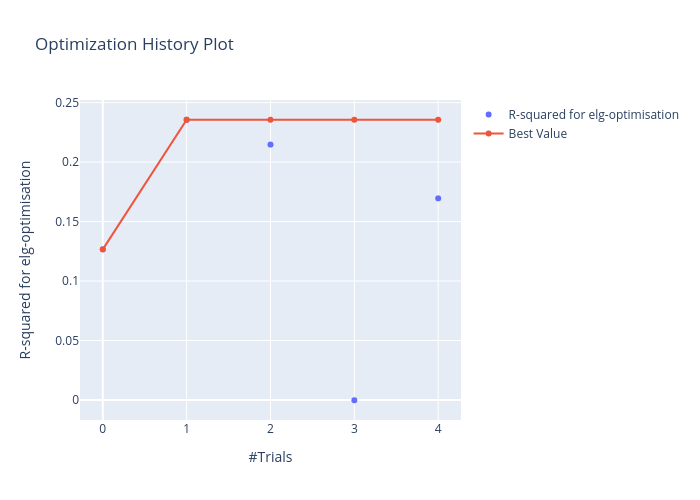 Optimization History Plot
R-squared for elg-optimisation
Best Value
0.25
0.2
0.15
0.1
0.05
0
R-squared for elg-optimisation
0 1 2 3 4
#Trials